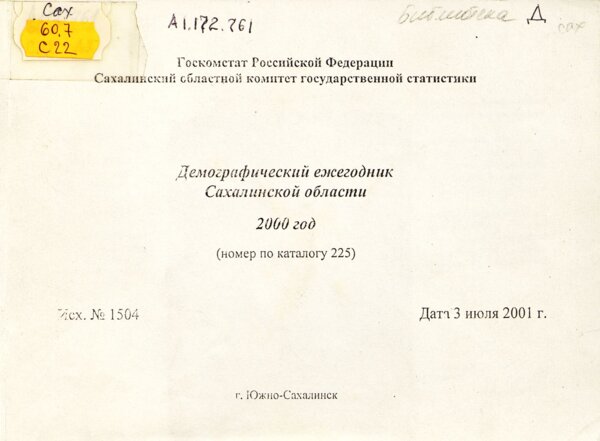 Сах
60,7
С22
А1.172.761
библиотека Д
сах
Госкомстат Российской Федерации
Сахалинский областной комитет государственной статистики
Демографический ежегодник
Сахалинской области
2000 год
(номер по каталогу 225)
Исх. № 1504 Дата 3 июля 2001 г.
г. Южно-Сахалинск